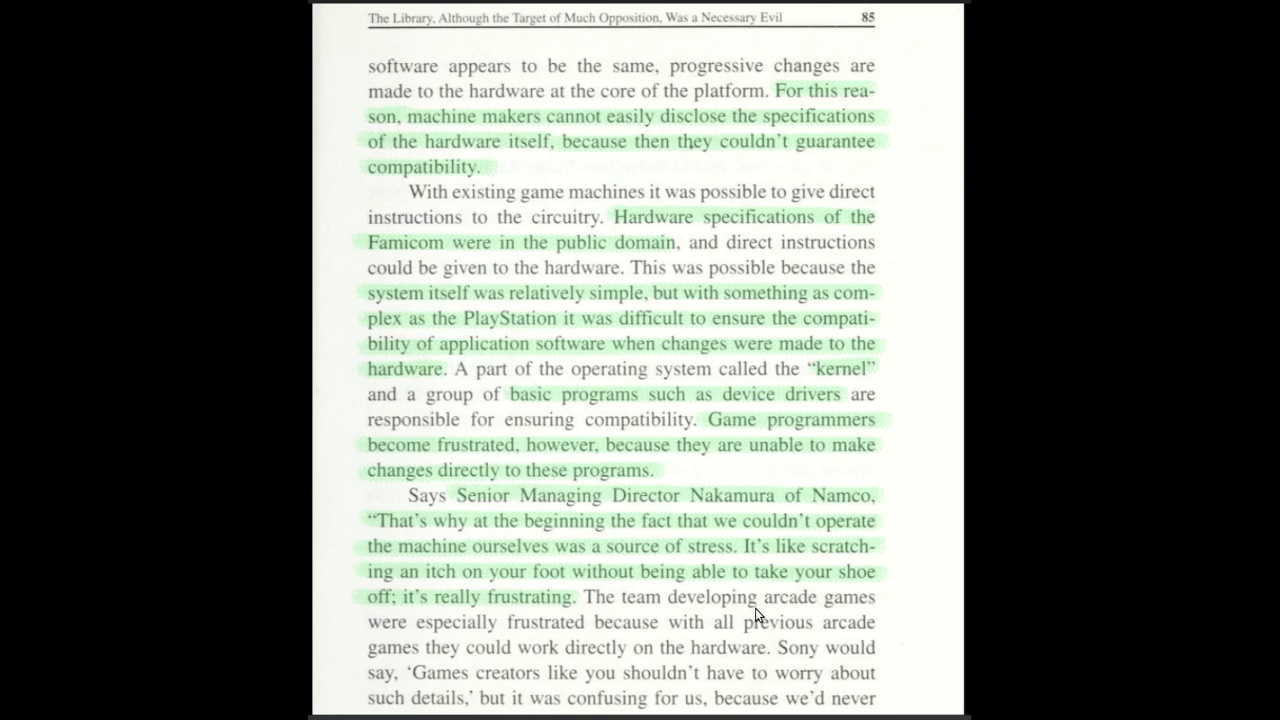 The Library, Although the Target of Much Opposition, Was a Necessary Evil 85
software appears to be the same, progressive changes are
made to the hardware at the core of the platform. For this rea-
son, machine makers cannot easily disclose the specifications
of the hardware itself, because then they couldn't guarantee
compatibility.
With existing game machines it was possible to give direct
instructions to the circuitry. Hardware specifications of the
Famicom were in the public domain, and direct instructions
could be given to the hardware. This was possible because the
system itself was relatively simple, but with something as com-
plex as the PlayStation it was difficult to ensure the compati-
bility of application software when changes were made to the
hardware. A part of the operating system called the “kernel”
and a group of basic programs such as device drivers are
responsible for ensuring compatibility. Game programmers
become frustrated, however, because they are unable to make
changes directly to these programs.
Says Senior Managing Director Nakamura of Namco,
“That's why at the beginning the fact that we couldn't operate
the machine ourselves was a source of stress. It's like scratch-
ing an itch on your foot without being able to take your shoe
off; it's really frustrating. The team developing arcade games
were especially frustrated because with all previous arcade
games they could work directly on the hardware. Sony would
say, ‘Games creators like you shouldn't have to worry about
such details,’ but it was confusing for us, because we'd never